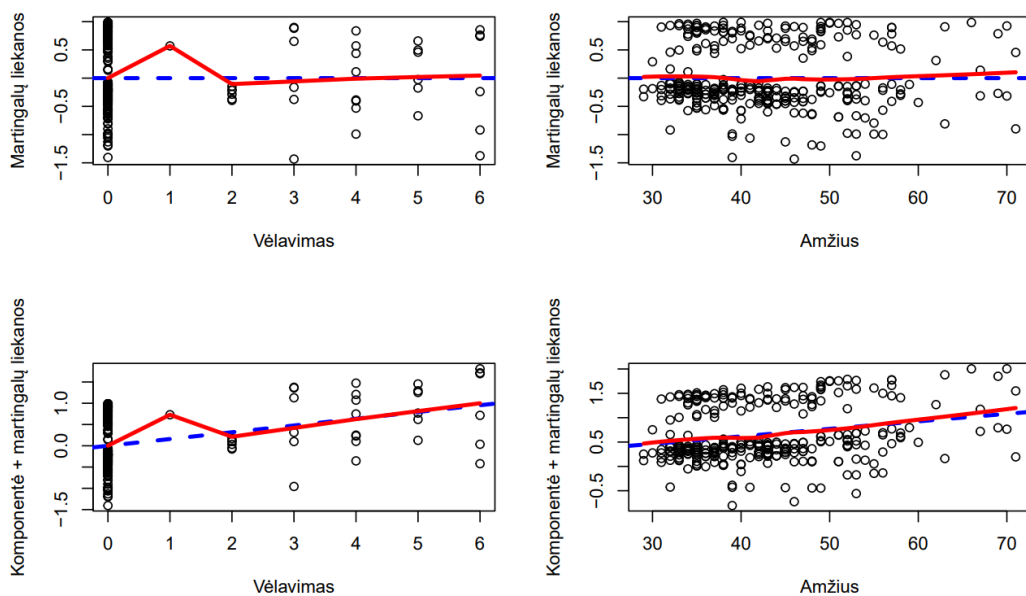 Martingalų liekanos
0.5
−0.5
−1.5
0 1 2 3 4 5 6
Vėlavimas
Martingalų liekanos
0.5
−0.5
−1.5
30 40 50 60 70
Amžius
Komponentė + martingalų liekanos
1.0
0.0
−1.5
0 1 2 3 4 5 6
Vėlavimas
Komponentė + martingalų liekanos
1.5
0.5
−0.5
30 40 50 60 70
Amžius